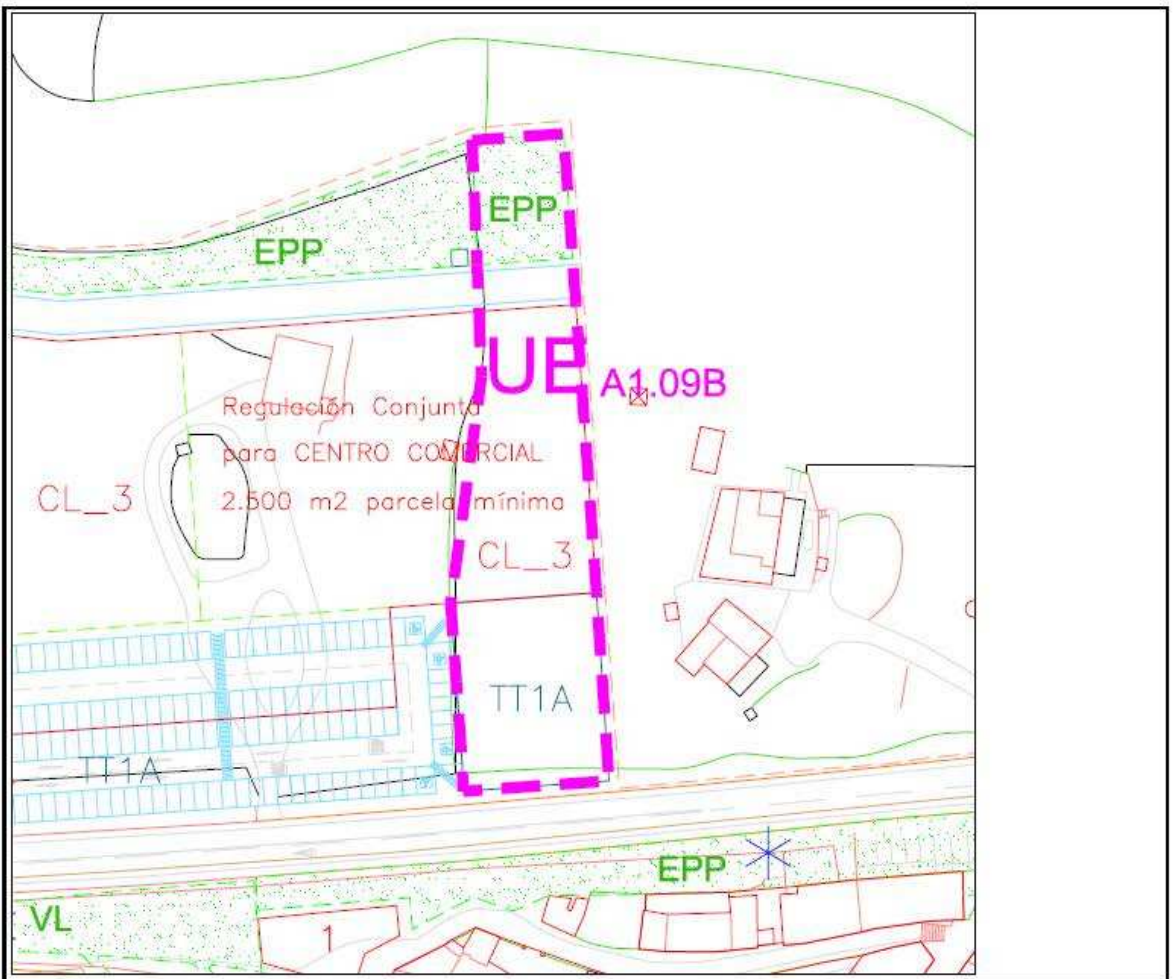 EPP
EPP
UE A1.09B
Regulación Conjunta
para CENTRO COMERCIAL
2.500 m2 parcela mínima
CL_3
CL_3
TT1A
TT1A
EPP
VL
1